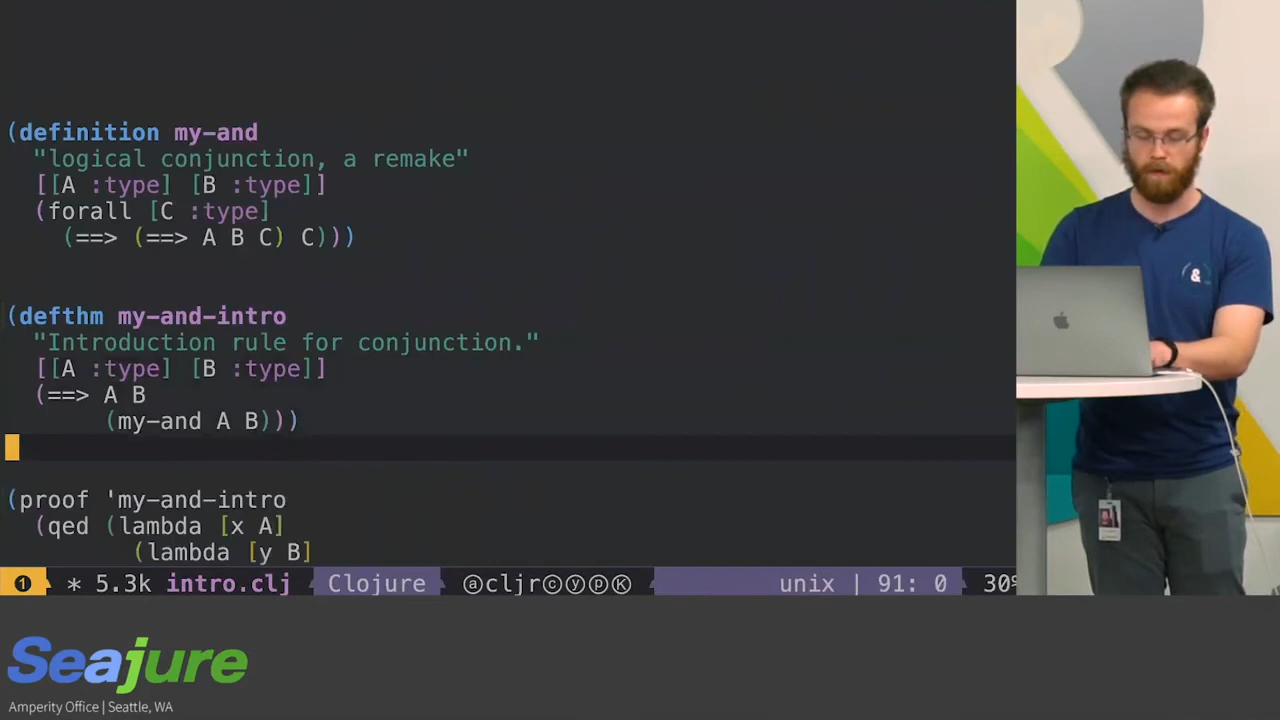 (definition my-and
"logical conjunction, a remake"
[[A :type] [B :type]]
(forall [C :type]
(==> (==> A B C) C)))
(defthm my-and-intro
"Introduction rule for conjunction."
[[A :type] [B :type]]
(==> A B
(my-and A B)))
(proof 'my-and-intro
(qed (lambda [x A]
(lambda [y B]
❶ * 5.3k intro.clj Clojure ⓐcljrⓒⓨⓟⓀ unix | 91: 0 30%
&
Seajure
Amperity Office | Seattle, WA